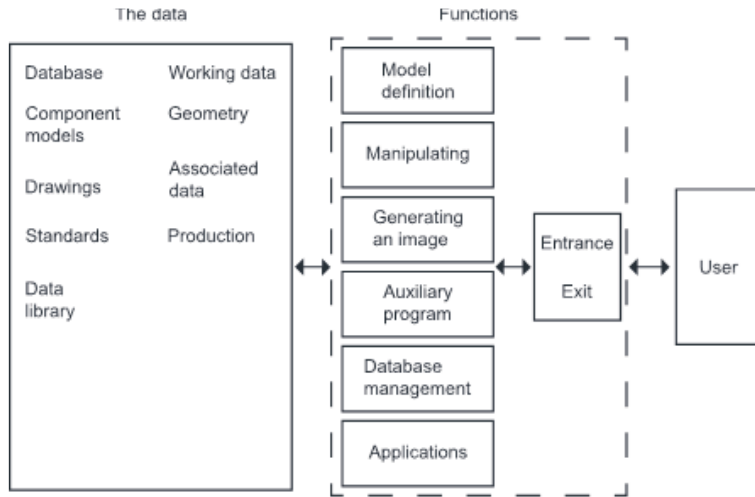 The data
Functions
Database
Working data
Component
models
Geometry
Drawings
Associated
data
Standards
Production
Data
library
Model
definition
Manipulating
Generating
an image
Auxiliary
program
Database
management
Applications
Entrance
Exit
User